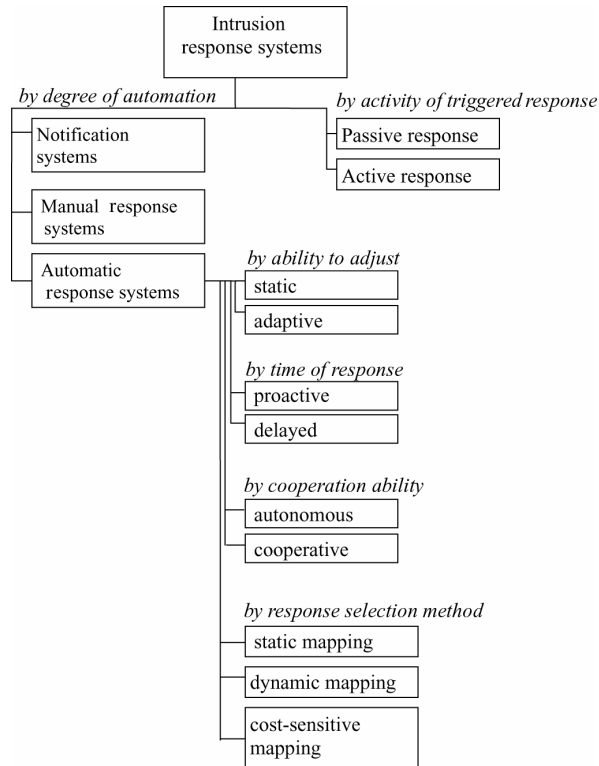 Intrusion
response systems
by degree of automation
by activity of triggered response
Notification
systems
Passive response
Active response
Manual response
systems
Automatic
response systems
by ability to adjust
static
adaptive
by time of response
proactive
delayed
by cooperation ability
autonomous
cooperative
by response selection method
static mapping
dynamic mapping
cost-sensitive
mapping